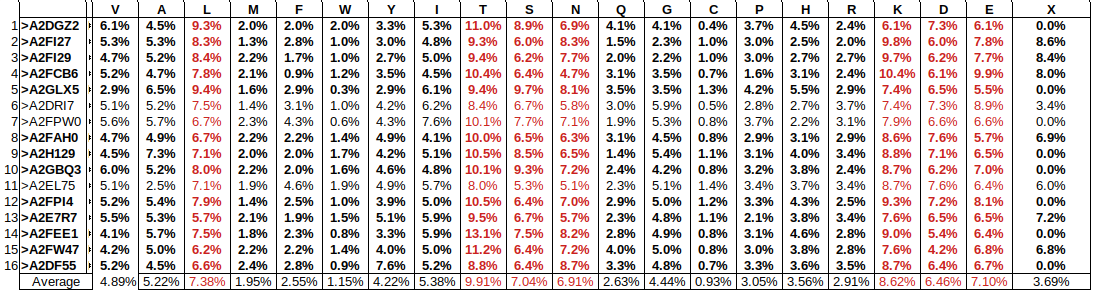 V A L M F W Y I T S N Q G C P H R K D E X
1 >A2DGZ2 6.1% 4.5% 9.3% 2.0% 2.0% 2.0% 3.3% 5.3% 11.0% 8.9% 6.9% 4.1% 4.1% 0.4% 3.7% 4.5% 2.4% 6.1% 7.3% 6.1% 0.0%
2 >A2FI27 5.3% 5.3% 8.3% 1.3% 2.8% 1.0% 3.0% 4.8% 9.3% 6.0% 8.3% 1.5% 2.3% 1.0% 3.0% 2.5% 2.0% 9.8% 6.0% 7.8% 8.6%
3 >A2FI29 4.7% 5.2% 8.4% 2.2% 1.7% 1.0% 2.7% 5.0% 9.4% 6.2% 7.7% 2.0% 2.2% 1.0% 3.0% 2.7% 2.7% 9.7% 6.2% 7.7% 8.4%
4 >A2FCB6 5.2% 4.7% 7.8% 2.1% 0.9% 1.2% 3.5% 4.5% 10.4% 6.4% 4.7% 3.1% 3.5% 0.7% 1.6% 3.1% 2.4% 10.4% 6.1% 9.9% 8.0%
5 >A2GLX5 2.9% 6.5% 9.4% 1.6% 2.9% 0.3% 2.9% 6.1% 9.4% 9.7% 8.1% 3.5% 3.5% 1.3% 4.2% 5.5% 2.9% 7.4% 6.5% 5.5% 0.0%
6 >A2DRI7 5.1% 5.2% 7.5% 1.4% 3.1% 1.0% 4.2% 6.2% 8.4% 6.7% 5.8% 3.0% 5.9% 0.5% 2.8% 2.7% 3.7% 7.4% 7.3% 8.9% 3.4%
7 >A2FPW0 5.6% 5.7% 6.7% 2.3% 4.3% 0.6% 4.3% 7.6% 10.1% 7.7% 7.1% 1.9% 5.3% 0.8% 3.7% 2.2% 3.1% 7.9% 6.6% 6.6% 0.0%
8 >A2FAH0 4.7% 4.9% 6.7% 2.2% 2.2% 1.4% 4.9% 4.1% 10.0% 6.5% 6.3% 3.1% 4.5% 0.8% 2.9% 3.1% 2.9% 8.6% 7.6% 5.7% 6.9%
9 >A2H129 4.5% 7.3% 7.1% 2.0% 2.0% 1.7% 4.2% 5.1% 10.5% 8.5% 6.5% 1.4% 5.4% 1.1% 3.1% 4.0% 3.4% 8.8% 7.1% 6.5% 0.0%
10 >A2GBQ3 6.0% 5.2% 8.0% 2.2% 2.0% 1.6% 4.6% 4.8% 10.1% 9.3% 7.2% 2.4% 4.2% 0.8% 3.2% 3.8% 2.4% 8.7% 6.2% 7.0% 0.0%
11 >A2EL75 5.1% 2.5% 7.1% 1.9% 4.6% 1.9% 4.9% 5.7% 8.0% 5.3% 5.1% 2.3% 5.1% 1.4% 3.4% 3.7% 3.4% 8.7% 7.6% 6.4% 6.0%
12 >A2FPI4 5.2% 5.4% 7.9% 1.4% 2.5% 1.0% 3.9% 5.0% 10.5% 6.4% 7.0% 2.9% 5.0% 1.2% 3.3% 4.3% 2.5% 9.3% 7.2% 8.1% 0.0%
13 >A2E7R7 5.5% 5.3% 5.7% 2.1% 1.9% 1.5% 5.1% 5.9% 9.5% 6.7% 5.7% 2.3% 4.8% 1.1% 2.1% 3.8% 3.4% 7.6% 6.5% 6.5% 7.2%
14 >A2FEE1 4.1% 5.7% 7.5% 1.8% 2.3% 0.8% 3.3% 5.9% 13.1% 7.5% 8.2% 2.8% 4.9% 0.8% 3.1% 4.6% 2.8% 9.0% 5.4% 6.4% 0.0%
15 >A2FW47 4.2% 5.0% 6.2% 2.2% 2.2% 1.4% 4.0% 5.0% 11.2% 6.4% 7.2% 4.0% 5.0% 0.8% 3.0% 3.8% 2.8% 7.6% 4.2% 6.8% 6.8%
16 >A2DF55 5.2% 4.5% 6.6% 2.4% 2.8% 0.9% 7.6% 5.2% 8.8% 6.4% 8.7% 3.3% 4.8% 0.7% 3.3% 3.6% 3.5% 8.7% 6.4% 6.7% 0.0%
Average 4.89% 5.22% 7.38% 1.95% 2.55% 1.15% 4.22% 5.38% 9.91% 7.04% 6.91% 2.63% 4.44% 0.93% 3.05% 3.56% 2.91% 8.62% 6.46% 7.10% 3.69%